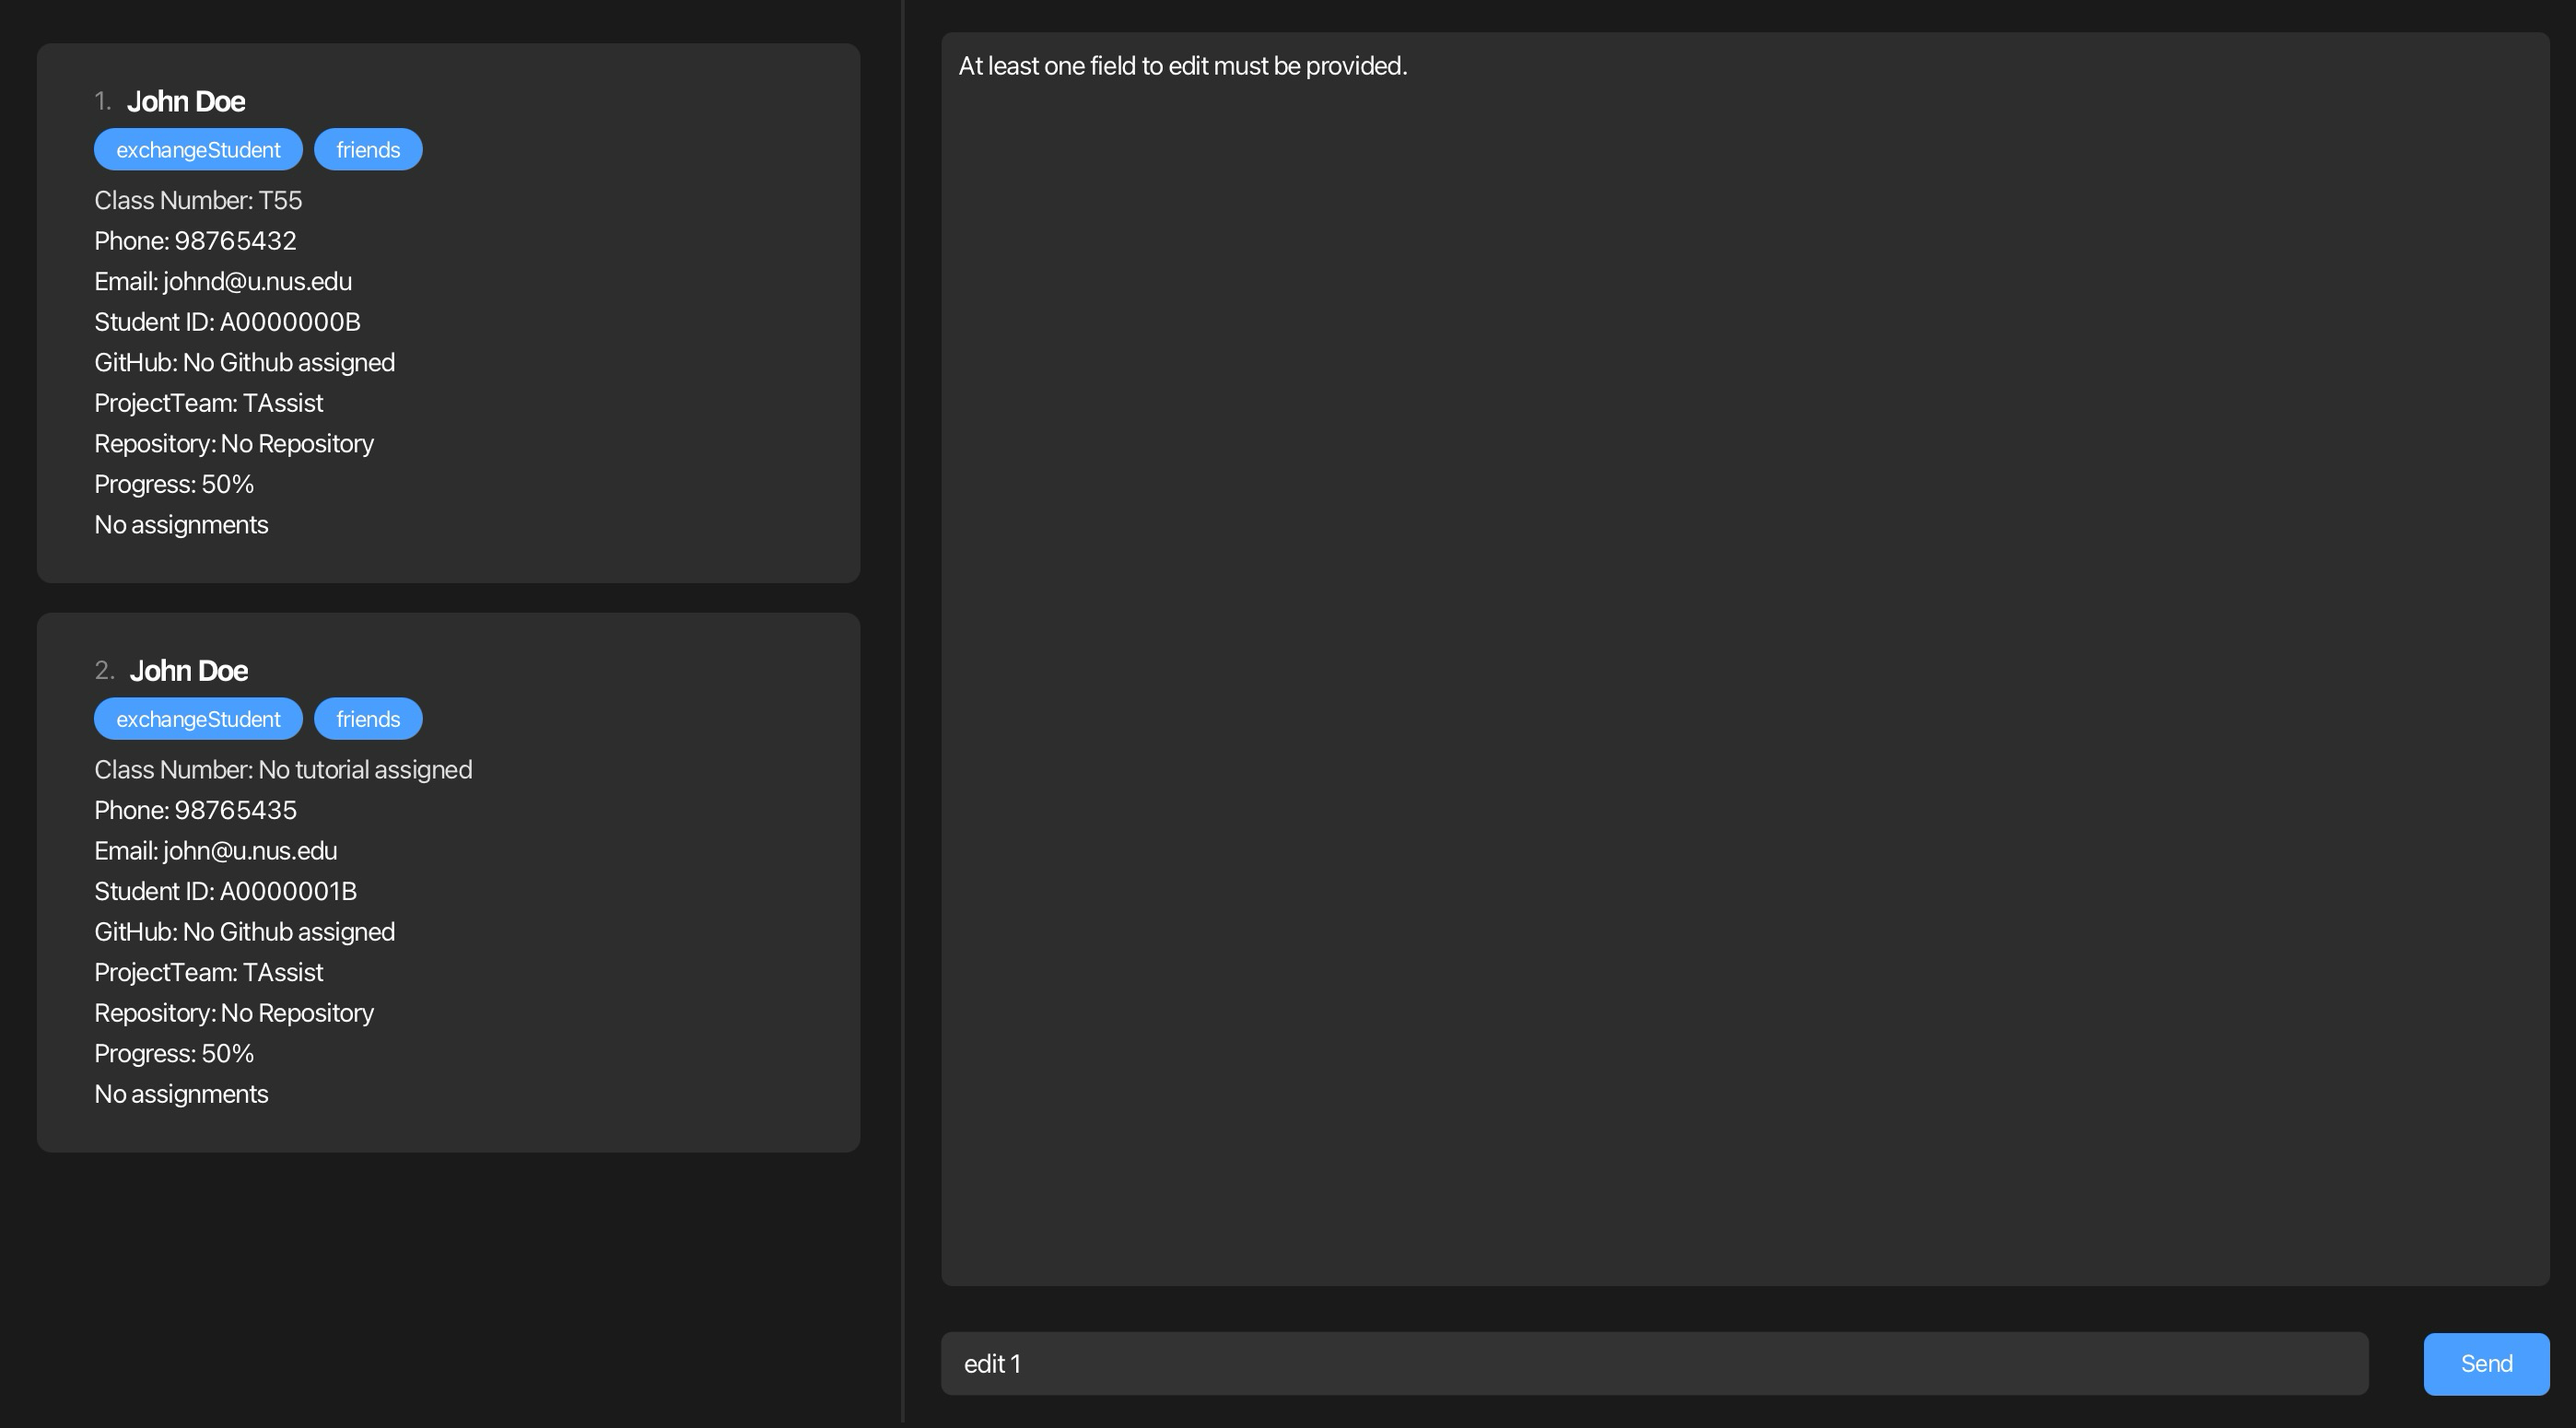 1. John Doe
exchangeStudent friends
Class Number: T55
Phone: 98765432
Email: johnd@u.nus.edu
Student ID: A0000000B
GitHub: No Github assigned
ProjectTeam: TAssist
Repository: No Repository
Progress: 50%
No assignments
2. John Doe
exchangeStudent friends
Class Number: No tutorial assigned
Phone: 98765435
Email: john@u.nus.edu
Student ID: A0000001B
GitHub: No Github assigned
ProjectTeam: TAssist
Repository: No Repository
Progress: 50%
No assignments
At least one field to edit must be provided.
edit 1
Send